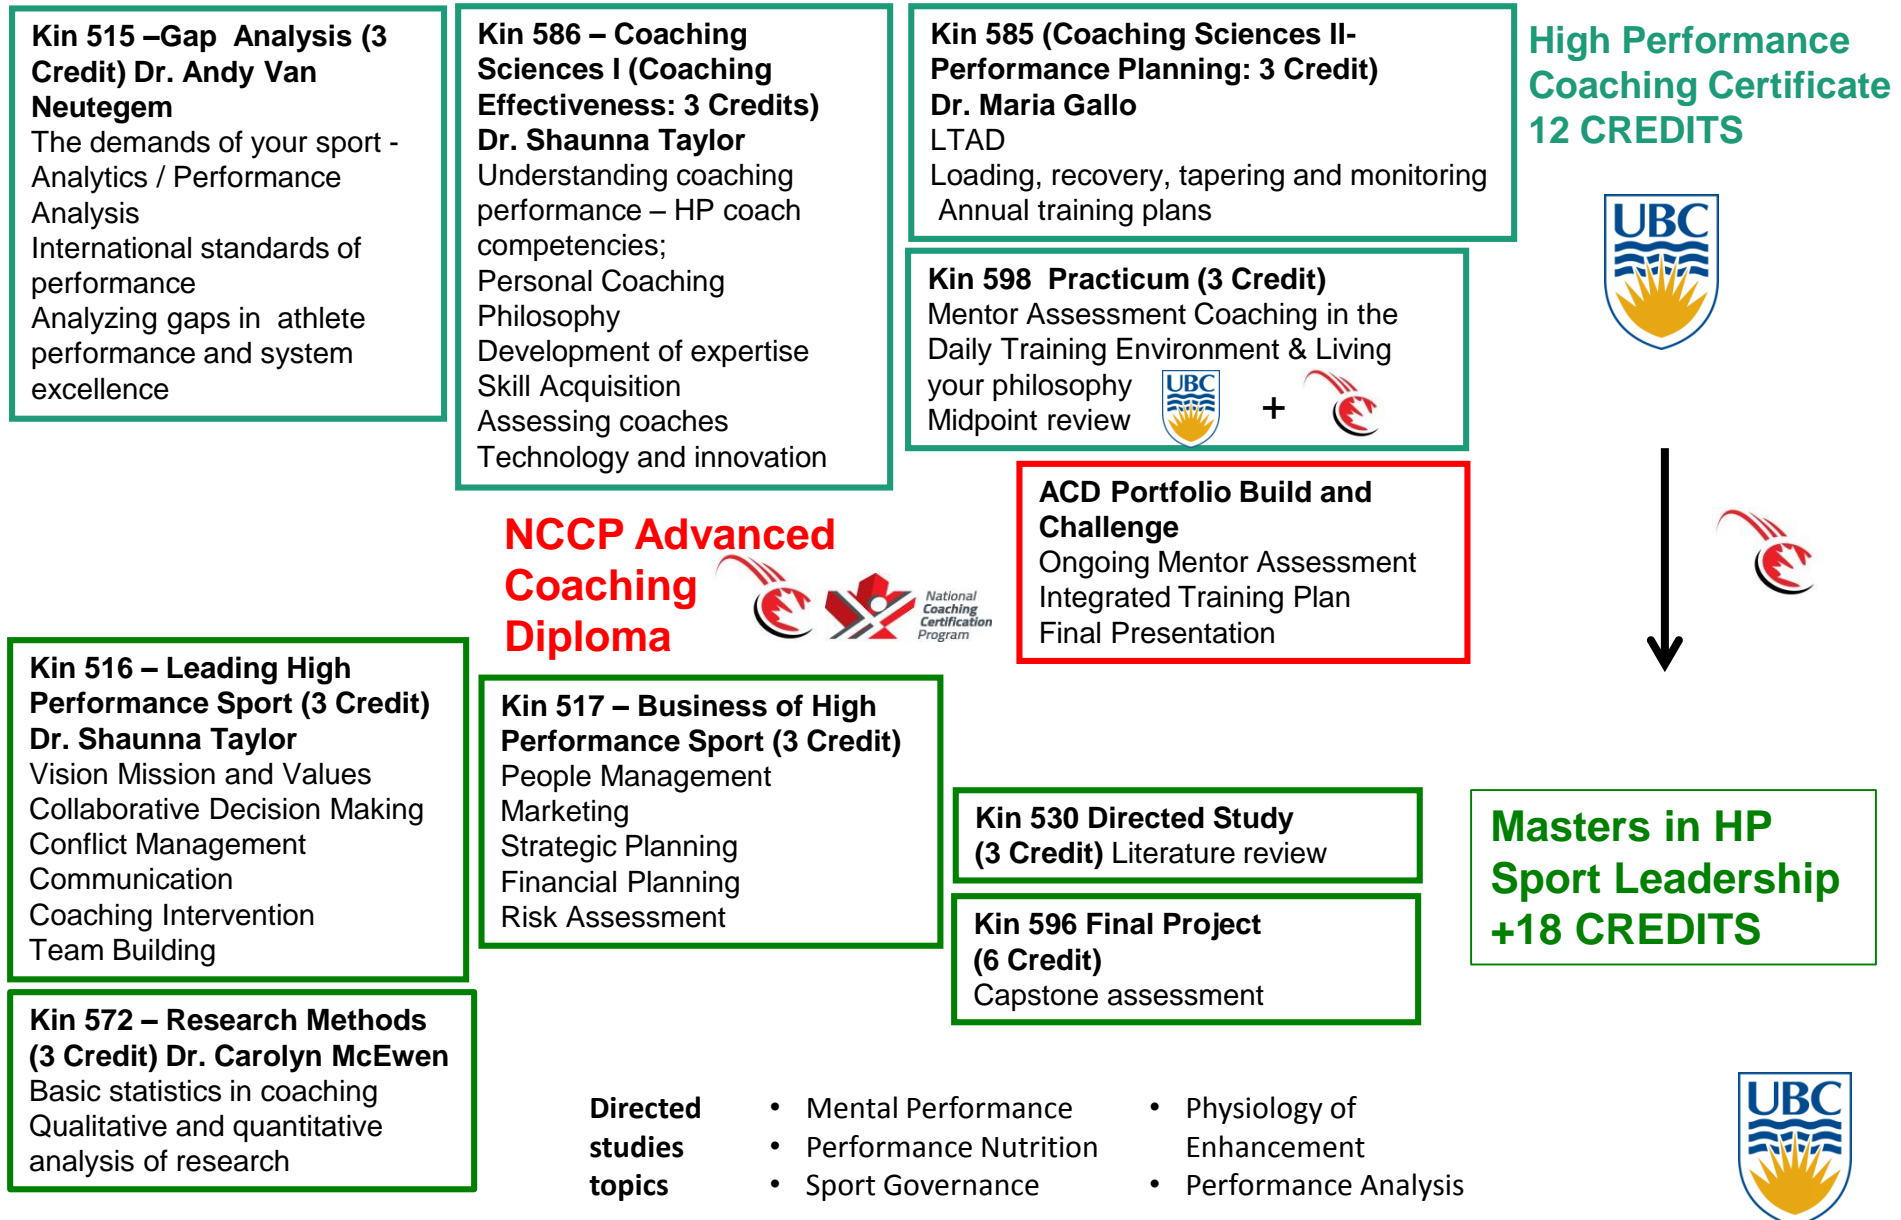 Kin 515 –Gap Analysis (3
Credit) Dr. Andy Van
Neutegem
The demands of your sport -
Analytics / Performance
Analysis
International standards of
performance
Analyzing gaps in athlete
performance and system
excellence
Kin 586 – Coaching
Sciences I (Coaching
Effectiveness: 3 Credits)
Dr. Shaunna Taylor
Understanding coaching
performance – HP coach
competencies;
Personal Coaching
Philosophy
Development of expertise
Skill Acquisition
Assessing coaches
Technology and innovation
Kin 585 (Coaching Sciences II-
Performance Planning: 3 Credit)
Dr. Maria Gallo
LTAD
Loading, recovery, tapering and monitoring
Annual training plans
High Performance
Coaching Certificate
12 CREDITS
UBC
Kin 598 Practicum (3 Credit)
Mentor Assessment Coaching in the
Daily Training Environment & Living
your philosophy
Midpoint review
UBC
+
ACD Portfolio Build and
Challenge
Ongoing Mentor Assessment
Integrated Training Plan
Final Presentation
NCCP Advanced
Coaching
Diploma
National
Coaching
Certification
Program
Kin 516 – Leading High
Performance Sport (3 Credit)
Dr. Shaunna Taylor
Vision Mission and Values
Collaborative Decision Making
Conflict Management
Communication
Coaching Intervention
Team Building
Kin 517 – Business of High
Performance Sport (3 Credit)
People Management
Marketing
Strategic Planning
Financial Planning
Risk Assessment
Kin 530 Directed Study
(3 Credit) Literature review
Kin 596 Final Project
(6 Credit)
Capstone assessment
Masters in HP
Sport Leadership
+18 CREDITS
Kin 572 – Research Methods
(3 Credit) Dr. Carolyn McEwen
Basic statistics in coaching
Qualitative and quantitative
analysis of research
Directed
studies
topics
• Mental Performance
• Performance Nutrition
• Sport Governance
• Physiology of
Enhancement
• Performance Analysis
UBC